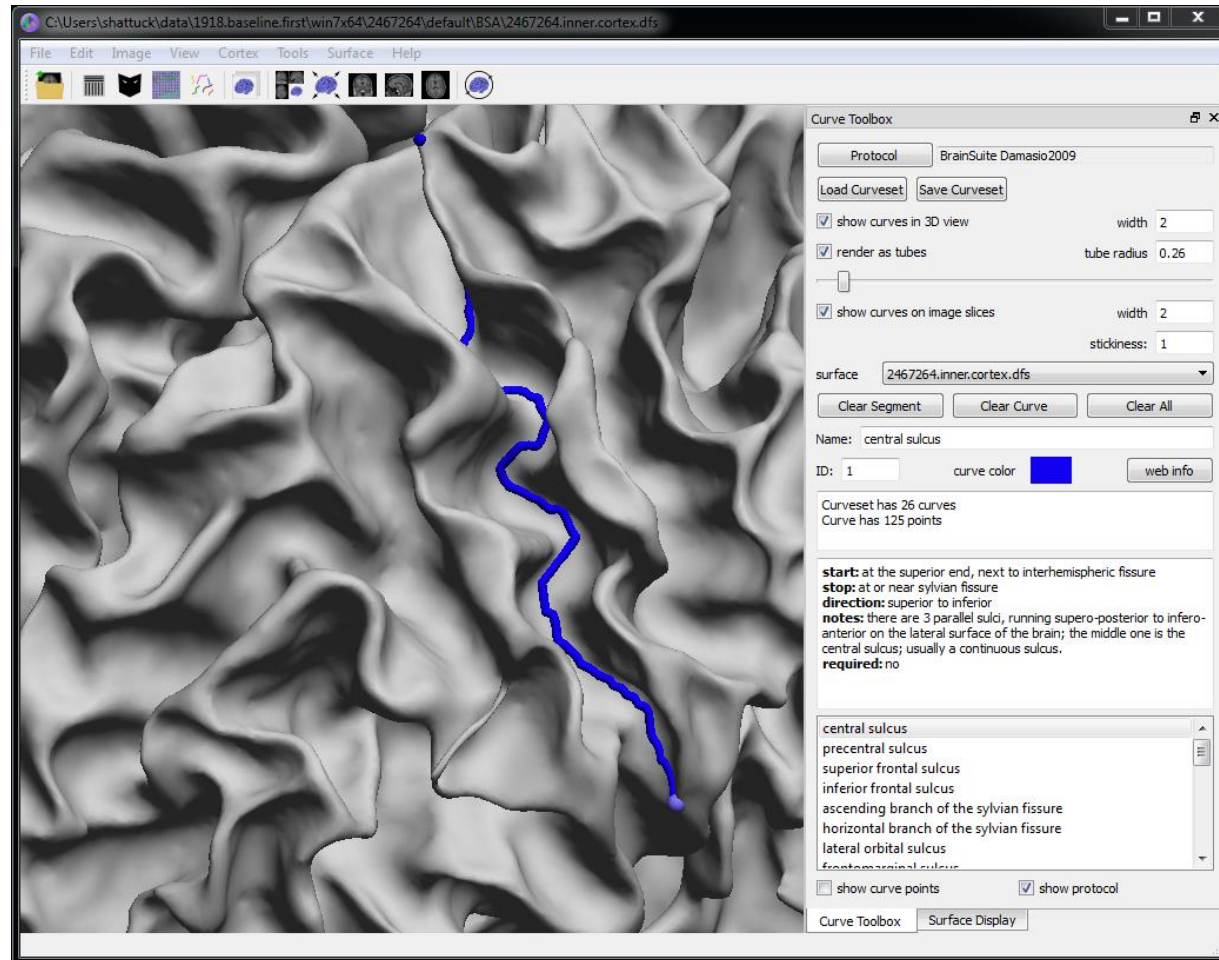 C:\Users\shattuck\data\1918.baseline.first\win7x64\2467264\default\BSA\2467264.inner.cortex.dfs
File Edit Image View Cortex Tools Surface Help
Curve Toolbox
Protocol BrainSuite Damasio2009
Load Curveset Save Curveset
show curves in 3D view width 2
render as tubes tube radius 0.26
show curves on image slices width 2
stickiness: 1
surface 2467264.inner.cortex.dfs
Clear Segment Clear Curve Clear All
Name: central sulcus
ID: 1 curve color web info
Curveset has 26 curves
Curve has 125 points
start: at the superior end, next to interhemispheric fissure
stop: at or near sylvian fissure
direction: superior to inferior
notes: there are 3 parallel sulci, running supero-posterior to infero-
anterior on the lateral surface of the brain; the middle one is the
central sulcus; usually a continuous sulcus.
required: no
central sulcus
precentral sulcus
superior frontal sulcus
inferior frontal sulcus
ascending branch of the sylvian fissure
horizontal branch of the sylvian fissure
lateral orbital sulcus
frontomarginal sulcus
show curve points show protocol
Curve Toolbox Surface Display